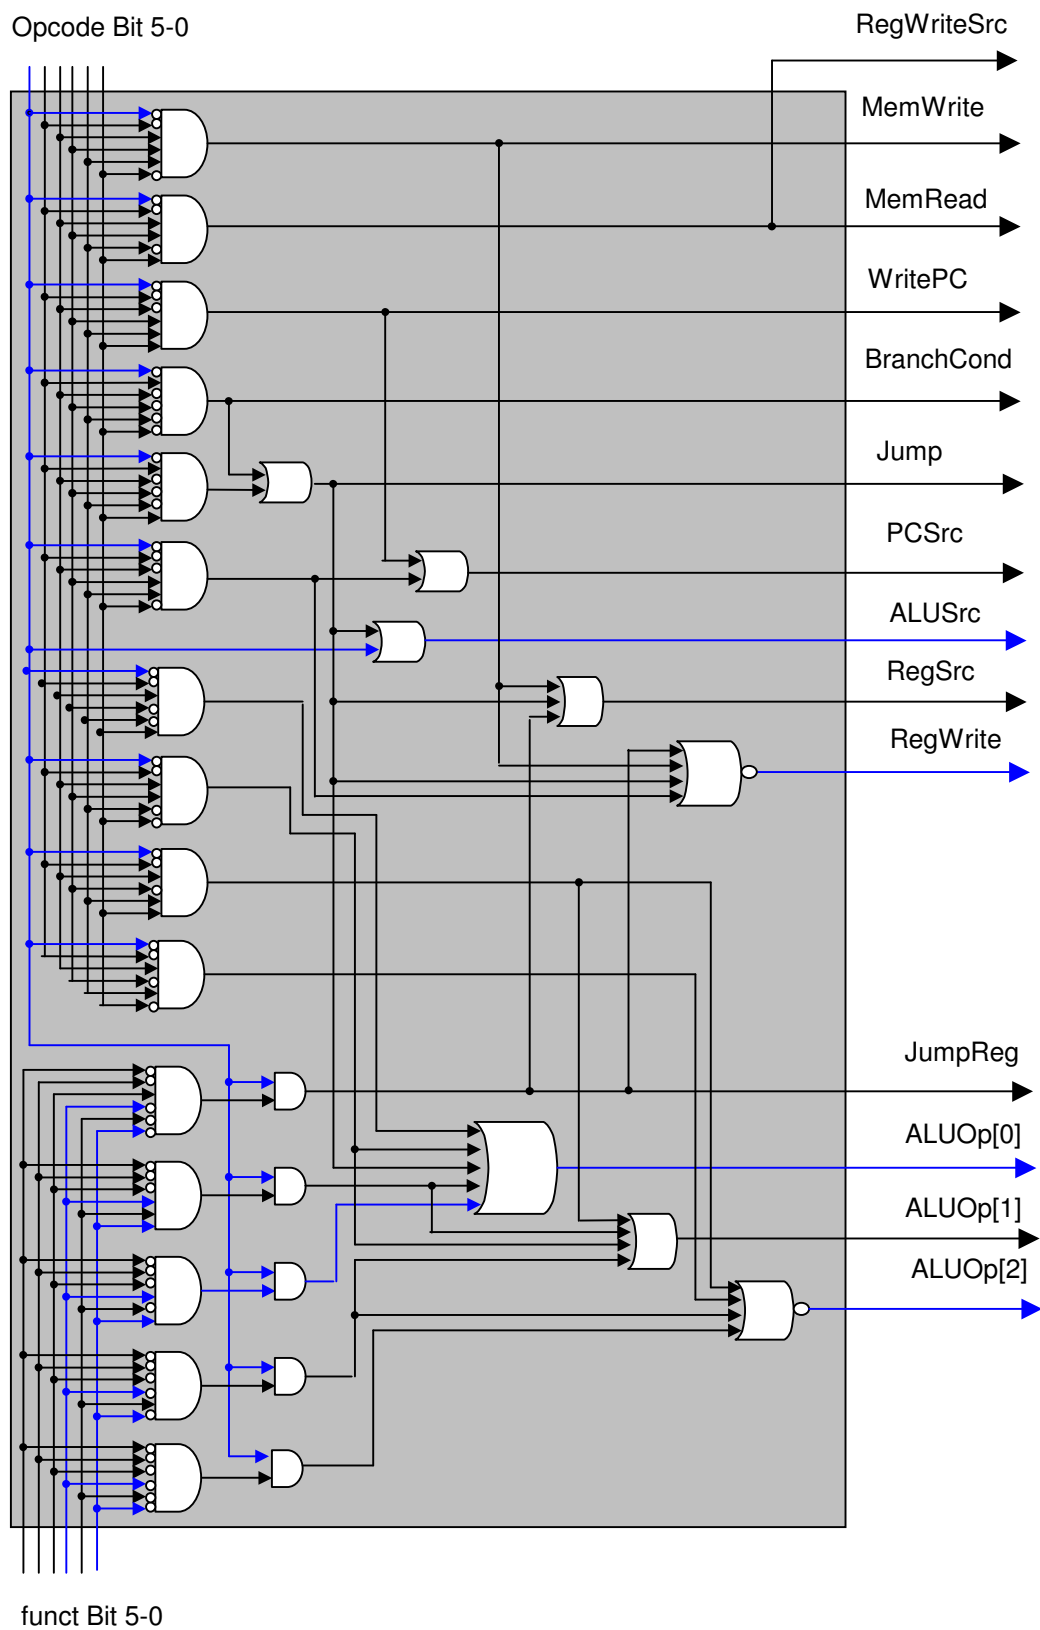 Opcode Bit 5-0
RegWriteSrc
MemWrite
MemRead
WritePC
BranchCond
Jump
PCSrc
ALUSrc
RegSrc
RegWrite
JumpReg
ALUOp[0]
ALUOp[1]
ALUOp[2]
funct Bit 5-0